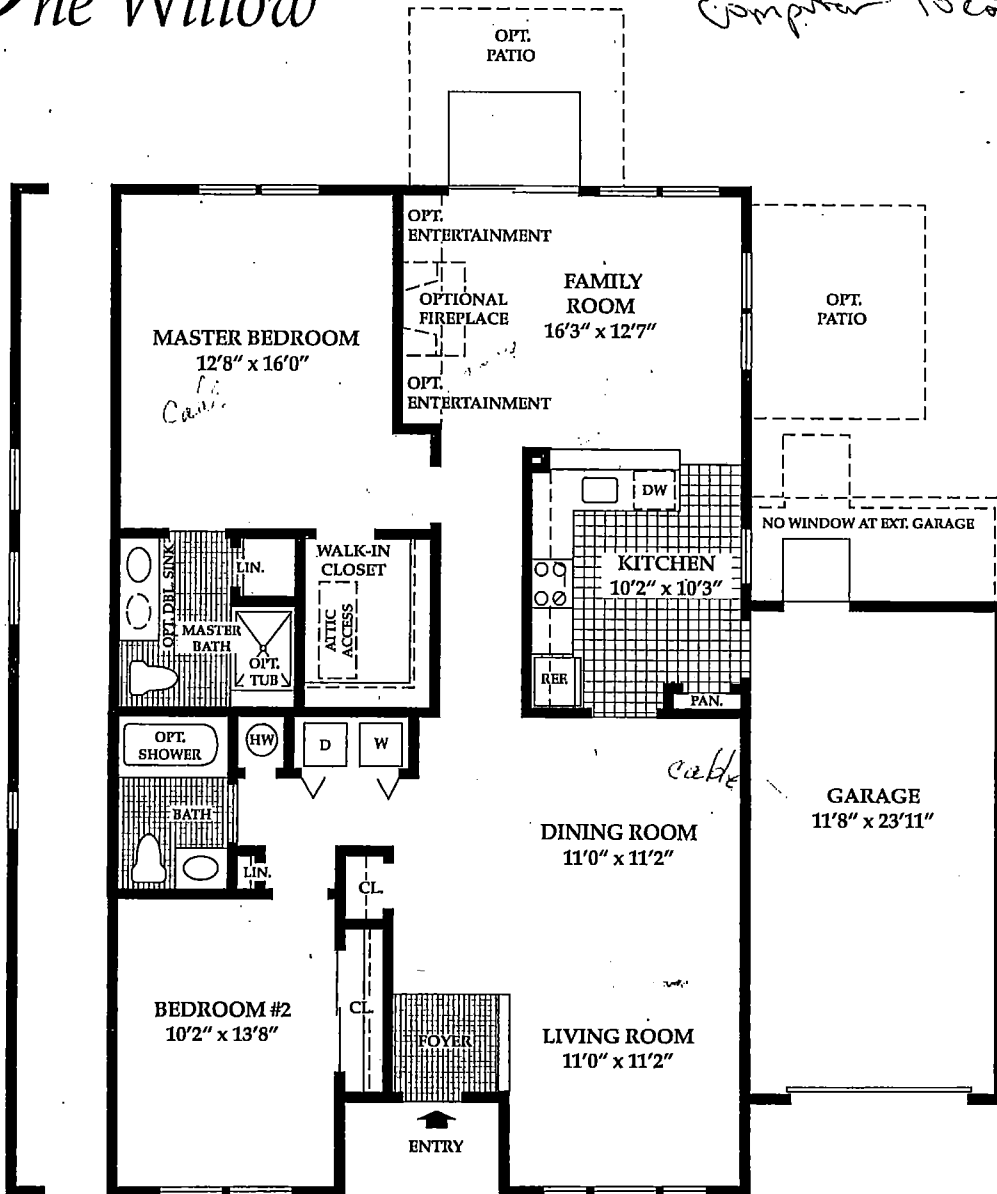 The Willow
OPT.
PATIO
OPT.
ENTERTAINMENT
OPTIONAL
FIREPLACE
OPT.
ENTERTAINMENT
FAMILY
ROOM
16'3" x 12'7"
OPT.
PATIO
MASTER BEDROOM
12'8" x 16'0"
DW
NO WINDOW AT EXT. GARAGE
KITCHEN
10'2" x 10'3"
REF.
PAN.
OPT. DBL. SINK
LIN.
WALK-IN
CLOSET
ATTIC
ACCESS
MASTER
BATH
OPT.
TUB
OPT.
SHOWER
HW
D
W
BATH
LIN.
CL.
cable
DINING ROOM
11'0" x 11'2"
GARAGE
11'8" x 23'11"
BEDROOM #2
10'2" x 13'8"
CL.
FOYER
LIVING ROOM
11'0" x 11'2"
ENTRY